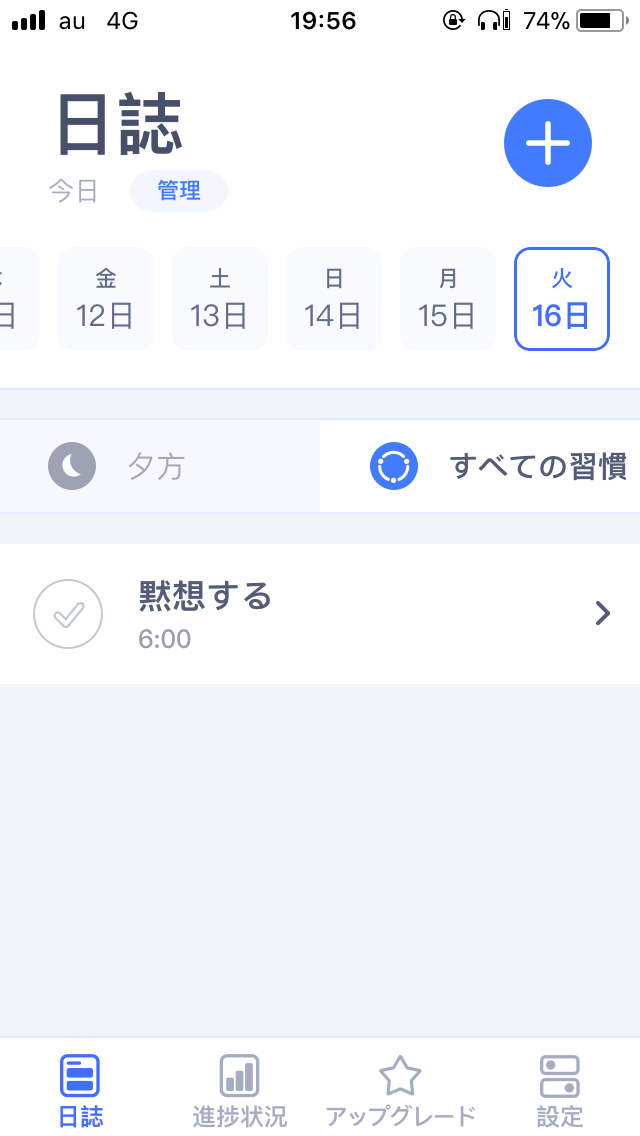 au 4G 19:56 74%
日誌
今日 管理
金 土 日 月 火
日 12日 13日 14日 15日 16日
夕方 すべての習慣
黙想する
6:00
日誌 進捗状況 アップグレード 設定